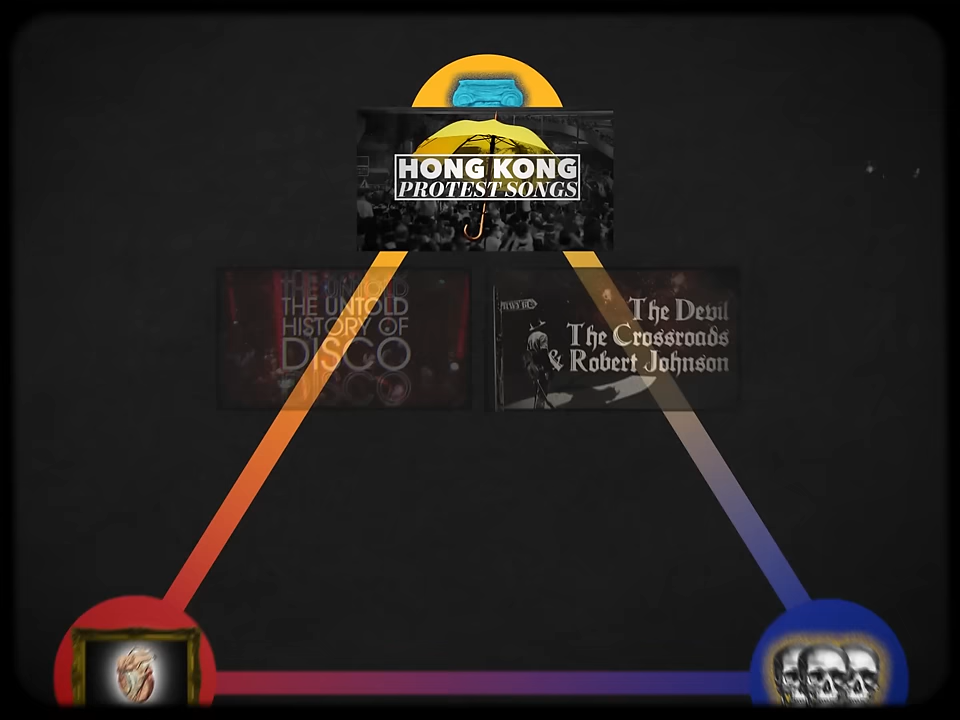 HONG KONG
PROTEST SONGS
THE UNTOLD
HISTORY OF
DISCO
The Devil
The Crossroads
& Robert Johnson